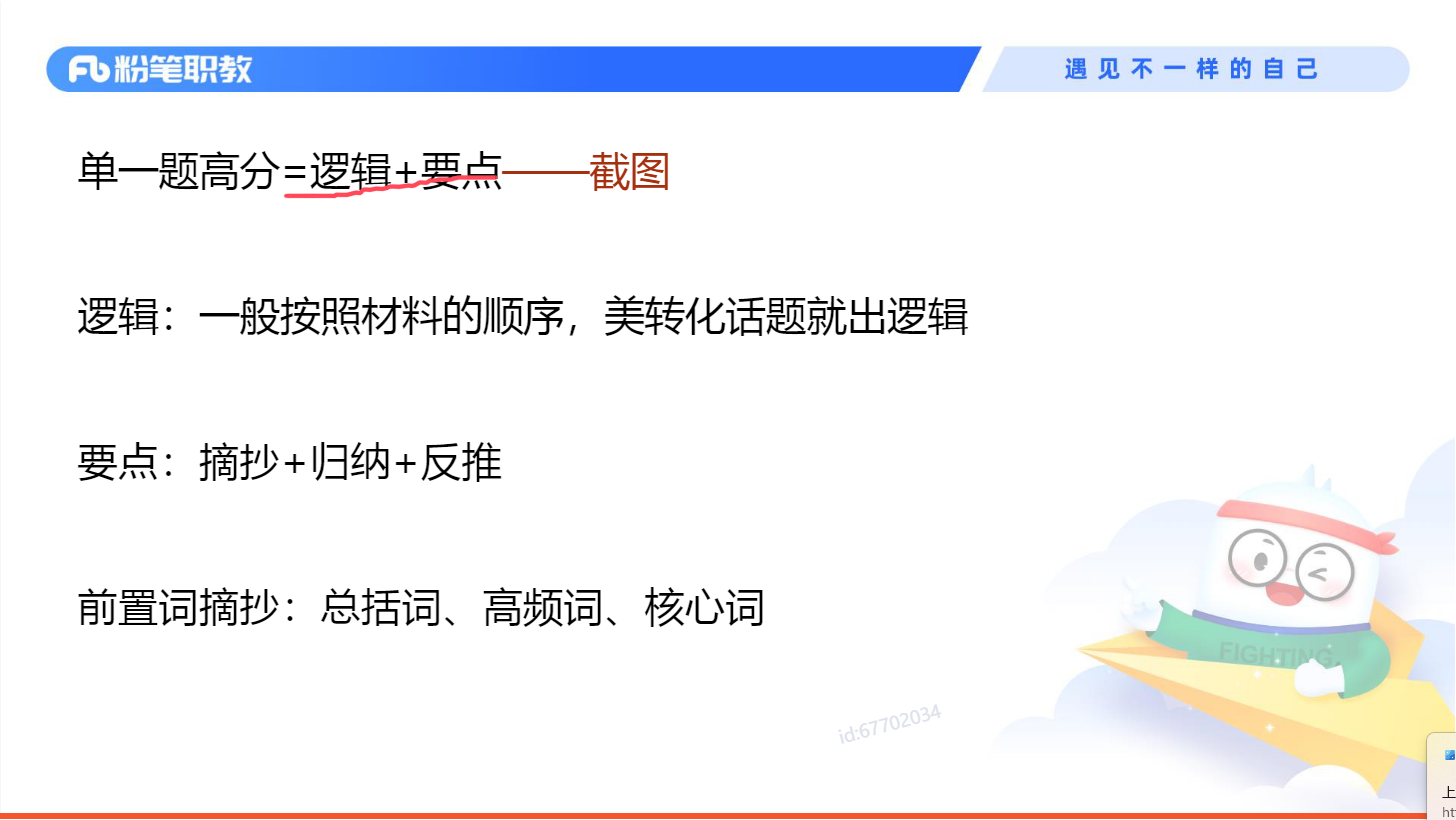 粉笔职教
遇见不一样的自己
单一题高分=逻辑+要点——截图
逻辑：一般按照材料的顺序，美转化话题就出逻辑
要点：摘抄+归纳+反推
前置词摘抄：总括词、高频词、核心词
FIGHTING
id:67702034
上
ht